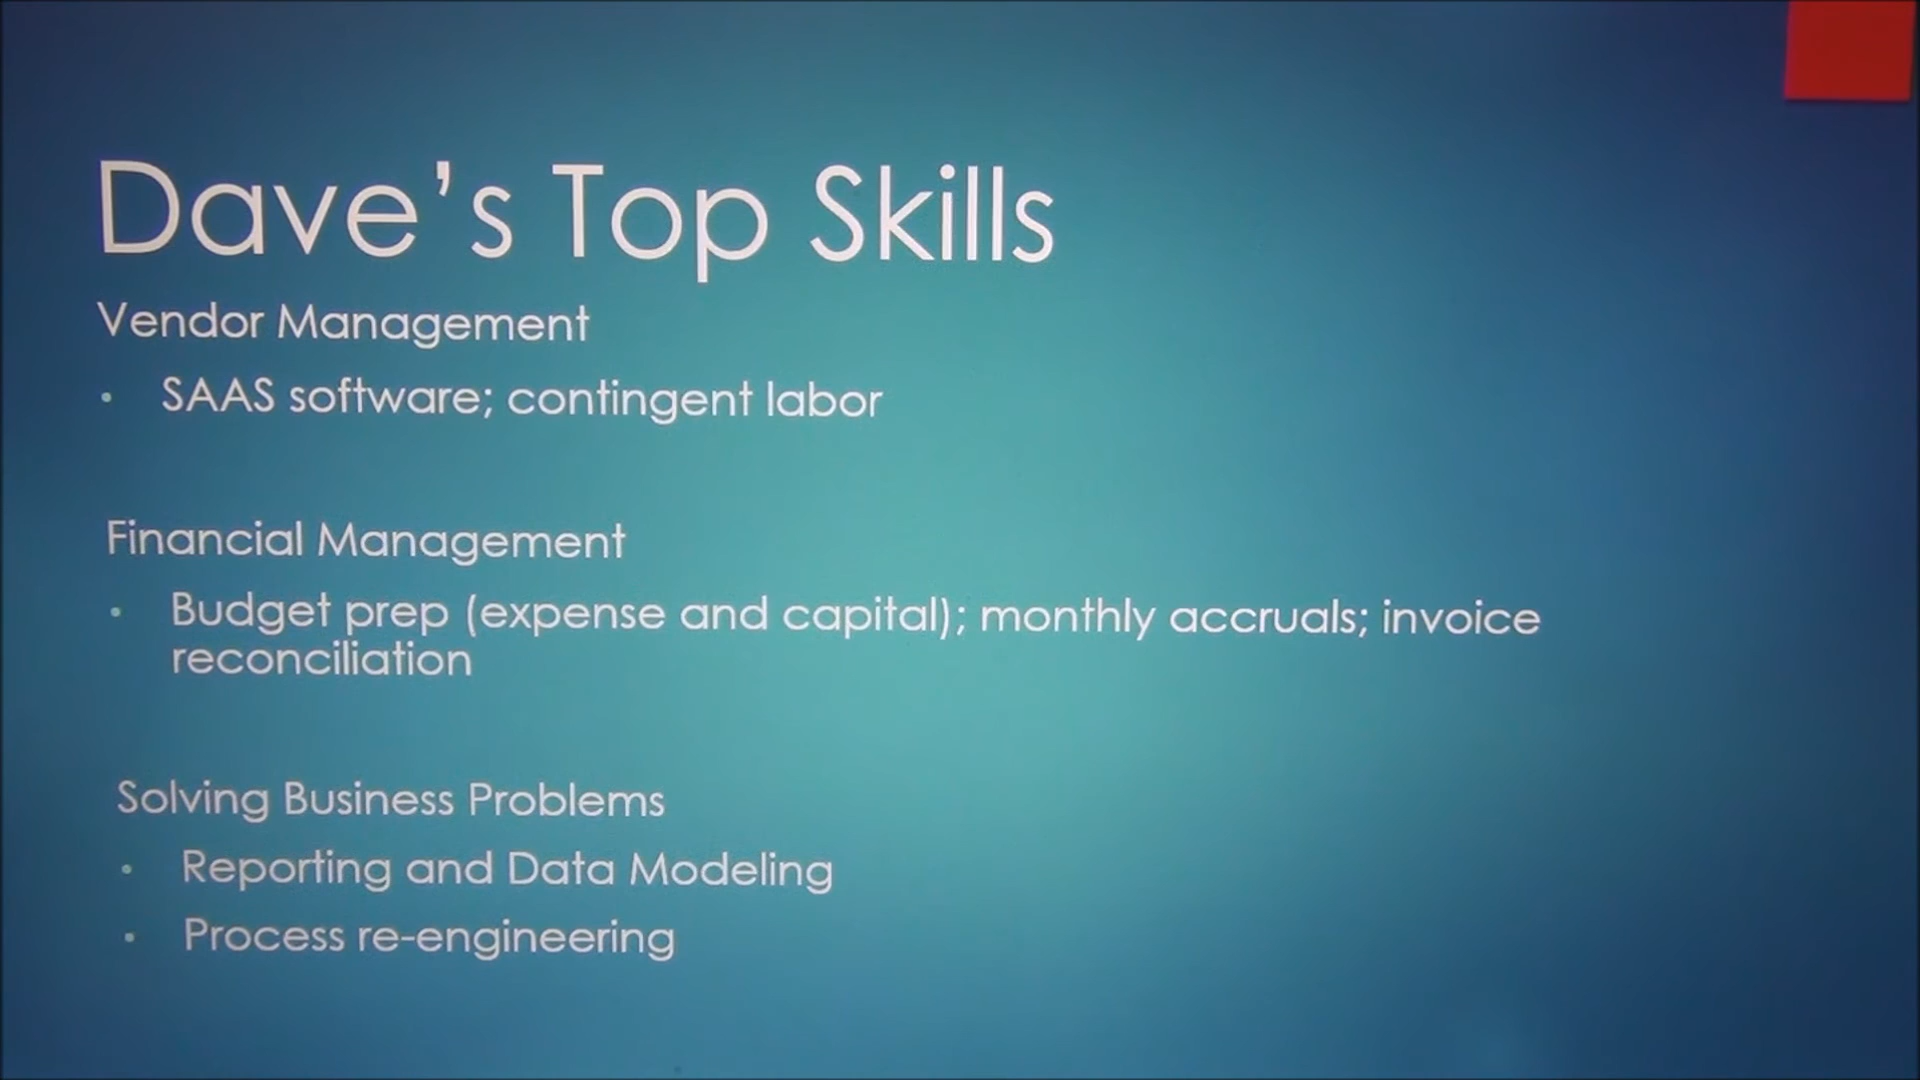 Dave's Top Skills
Vendor Management
• SAAS software; contingent labor
Financial Management
• Budget prep (expense and capital); monthly accruals; invoice
reconciliation
Solving Business Problems
• Reporting and Data Modeling
• Process re-engineering